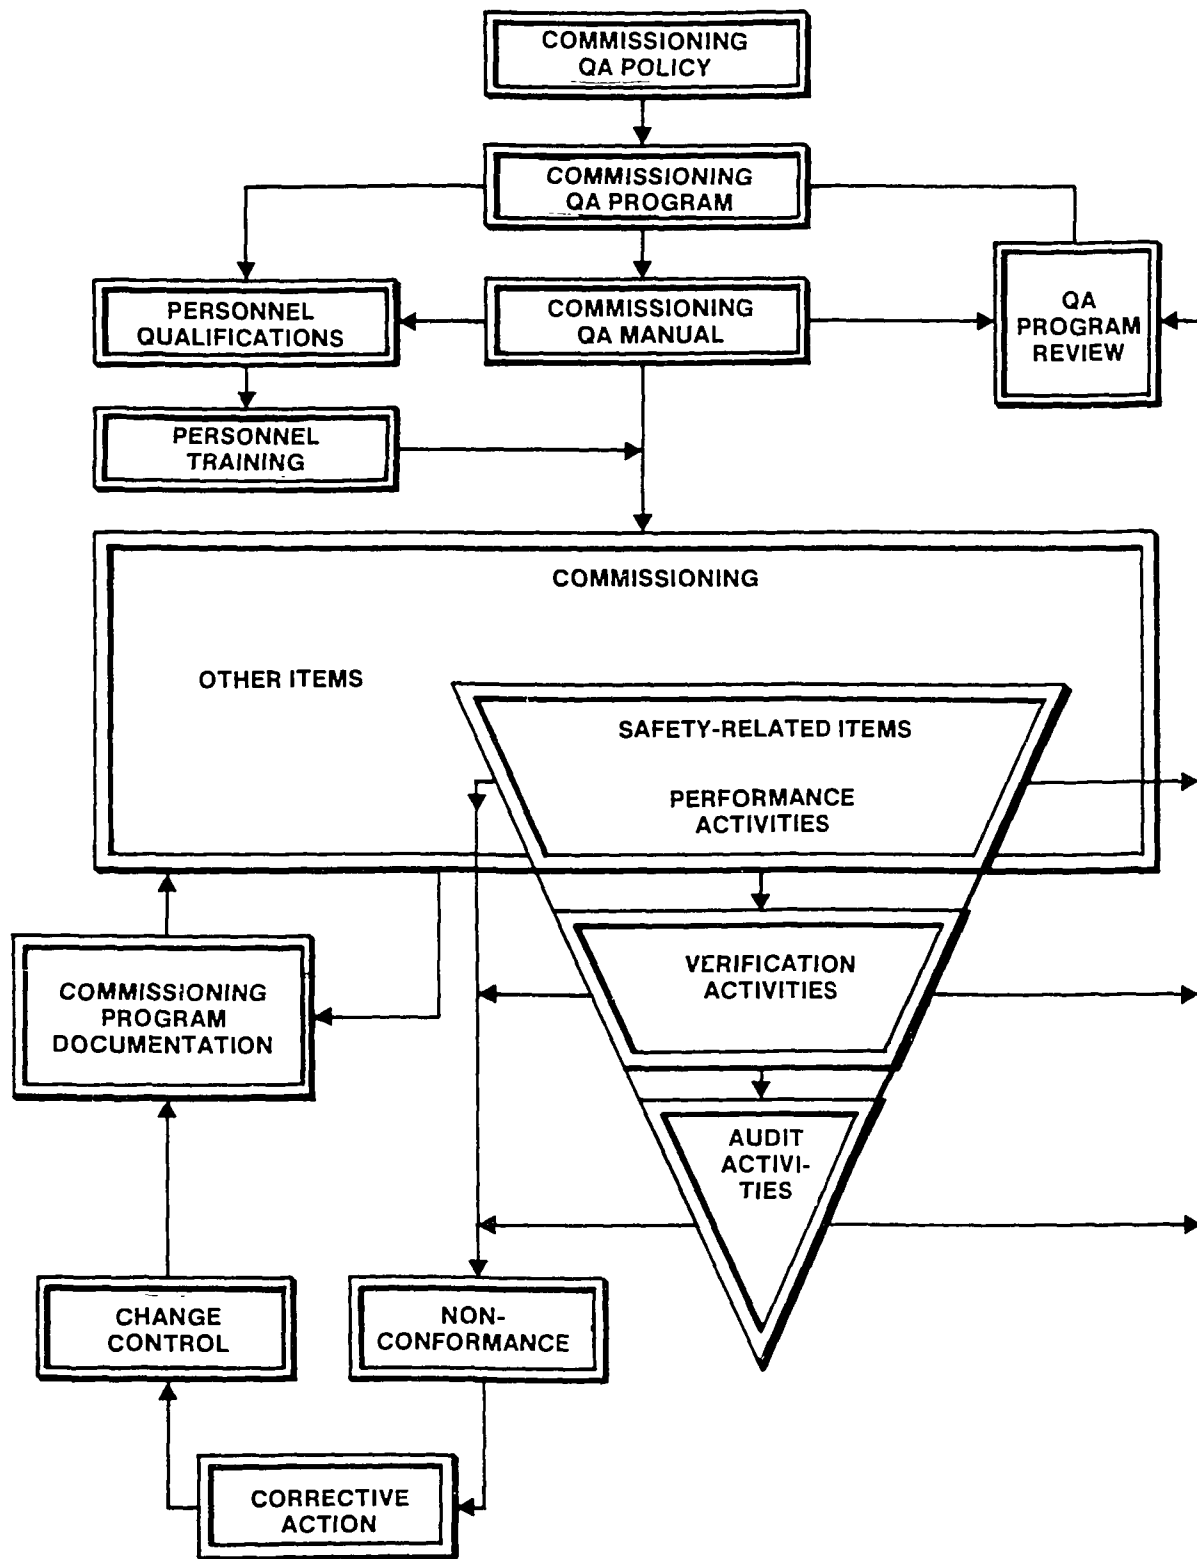 COMMISSIONING
QA POLICY
COMMISSIONING
QA PROGRAM
PERSONNEL
QUALIFICATIONS
COMMISSIONING
QA MANUAL
QA
PROGRAM
REVIEW
PERSONNEL
TRAINING
COMMISSIONING
OTHER ITEMS
SAFETY-RELATED ITEMS
PERFORMANCE
ACTIVITIES
VERIFICATION
ACTIVITIES
COMMISSIONING
PROGRAM
DOCUMENTATION
AUDIT
ACTIVI-
TIES
CHANGE
CONTROL
NON-
CONFORMANCE
CORRECTIVE
ACTION